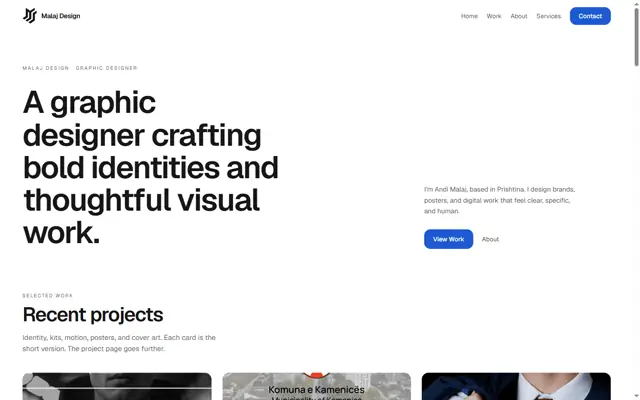 Malaj Design
Home
Work
About
Services
Contact
MALAJ DESIGN GRAPHIC DESIGNER
A graphic
designer crafting
bold identities and
thoughtful visual
work.
I'm Andi Malaj, based in Prishtina. I design brands,
posters, and digital work that feel clear, specific,
and human.
View Work
About
SELECTED WORK
Recent projects
Identity, kits, motion, posters, and cover art. Each card is the
short version. The project page goes further.
Komuna e Kamenicës
Municipality of Kamenica